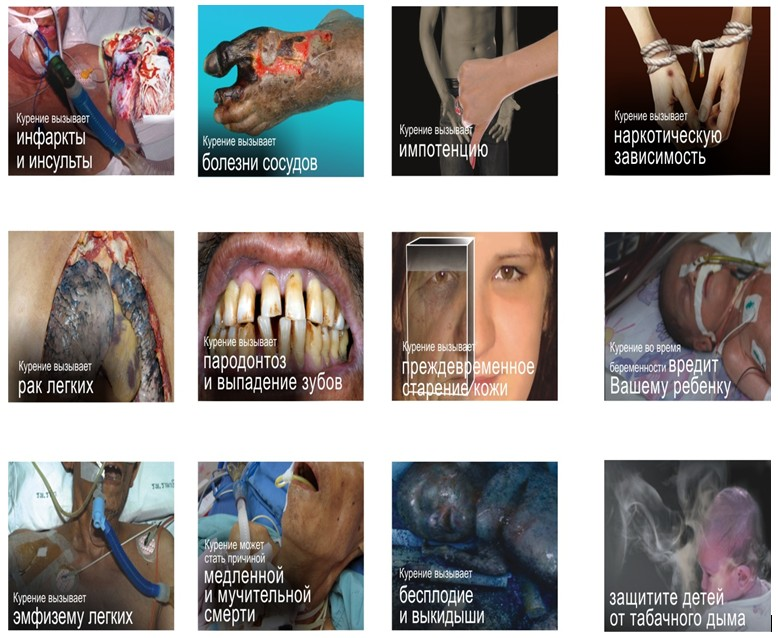 Курение вызывает
инфаркты
и инсульты
Курение вызывает
болезни сосудов
Курение вызывает
импотенцию
Курение вызывает
наркотическую
зависимость
Курение вызывает
рак легких
Курение вызывает
пародонтоз
и выпадение зубов
Курение вызывает
преждевременное
старение кожи
Курение во время
беременности вредит
Вашему ребенку
Курение вызывает
эмфизему легких
Курение может
стать причиной
медленной
и мучительной
смерти
Курение вызывает
бесплодие
и выкидыши
защитите детей
от табачного дыма